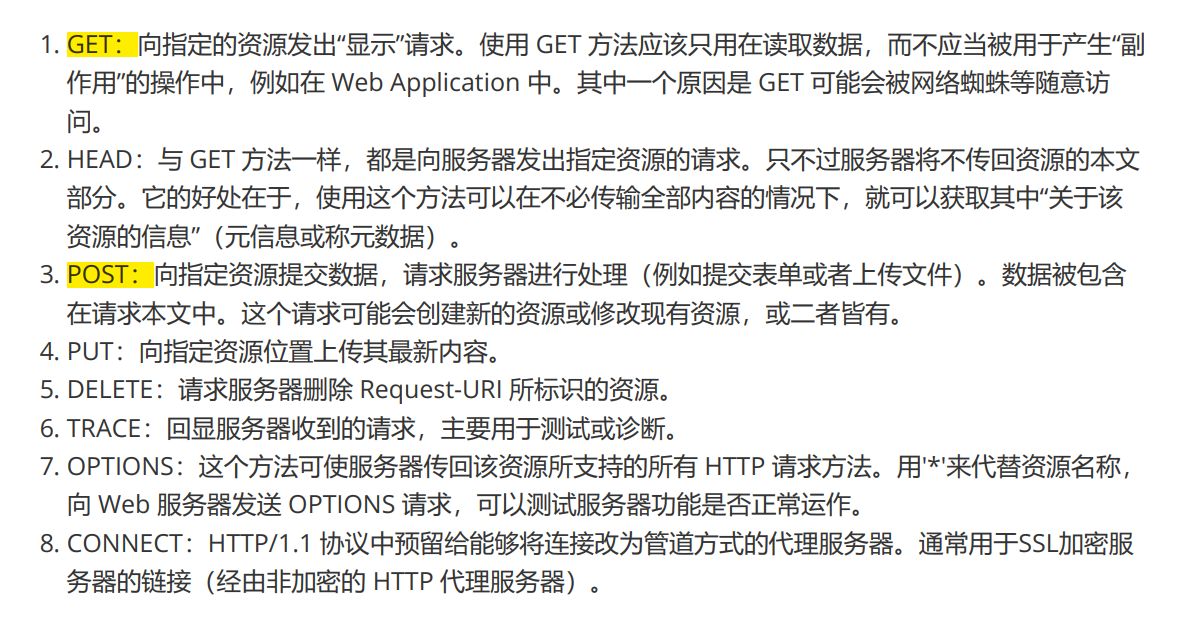 1. GET：向指定的资源发出“显示”请求。使用 GET 方法应该只用在读取数据，而不应当被用于产生“副
作用”的操作中，例如在 Web Application 中。其中一个原因是 GET 可能会被网络蜘蛛等随意访
问。
2. HEAD：与 GET 方法一样，都是向服务器发出指定资源的请求。只不过服务器将不传回资源的本文
部分。它的好处在于，使用这个方法可以在不必传输全部内容的情况下，就可以获取其中“关于该
资源的信息”（元信息或称元数据）。
3. POST：向指定资源提交数据，请求服务器进行处理（例如提交表单或者上传文件）。数据被包含
在请求本文中。这个请求可能会创建新的资源或修改现有资源，或二者皆有。
4. PUT：向指定资源位置上传其最新内容。
5. DELETE：请求服务器删除 Request-URI 所标识的资源。
6. TRACE：回显服务器收到的请求，主要用于测试或诊断。
7. OPTIONS：这个方法可使服务器传回该资源所支持的所有 HTTP 请求方法。用'*'来代替资源名称，
向 Web 服务器发送 OPTIONS 请求，可以测试服务器功能是否正常运作。
8. CONNECT：HTTP/1.1 协议中预留给能够将连接改为管道方式的代理服务器。通常用于SSL加密服
务器的链接（经由非加密的 HTTP 代理服务器）。